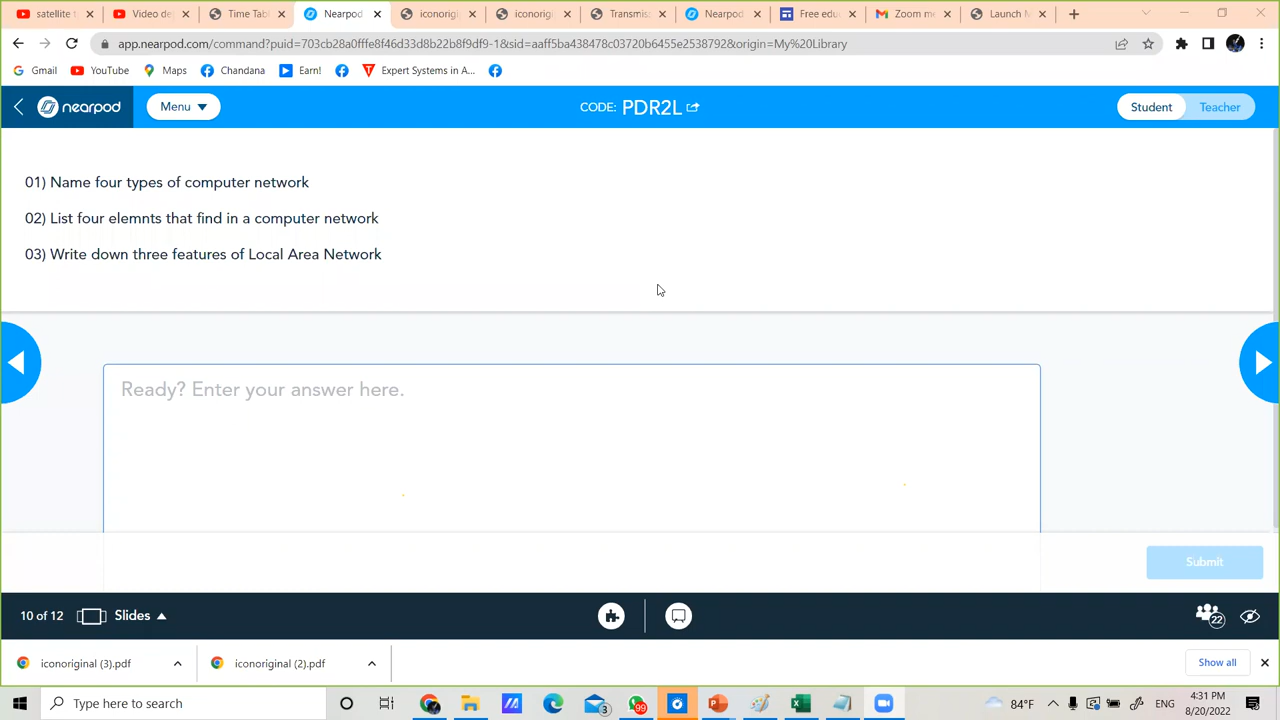 satellite t
Video de
Time Tab
Nearpod
iconorigi
iconorigi
Transmis
Nearpod
Free edu
Zoom me
Launch M
app.nearpod.com/command?puid=703cb28a0fffe8f46d33d8b22b8f9df0-1&sid=aaff5ba438478c03720b6455e2538792&origin=My%20Library
Gmail
YouTube
Maps
Chandana
Earn!
Expert Systems in A...
nearpod
Menu
CODE: PDR2L
Student
Teacher
01) Name four types of computer network
02) List four elemnts that find in a computer network
03) Write down three features of Local Area Network
Ready? Enter your answer here.
Submit
10 of 12
Slides
22
iconoriginal (3).pdf
iconoriginal (2).pdf
Show all
Type here to search
3
99
84°F
ENG
4:31 PM
8/20/2022